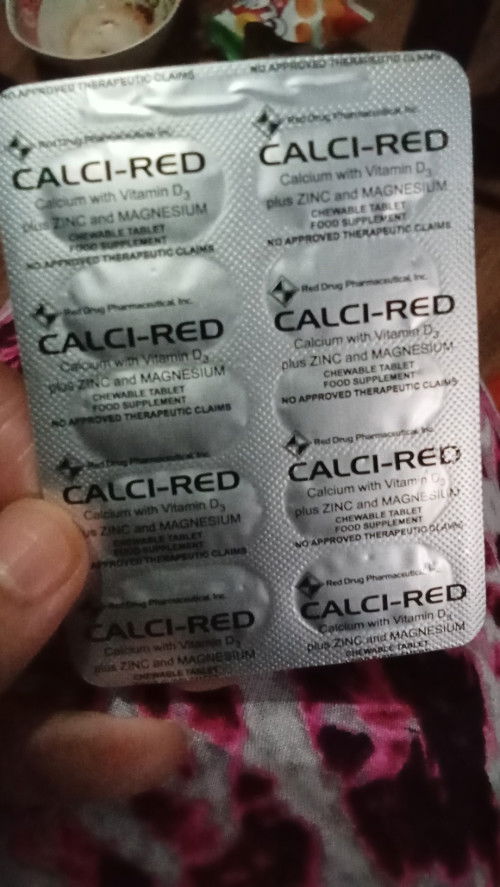 NO APPROVED THERAPEUTIC CLAIMS
NO APPROVED THERAPEUTIC CLAIMS
Red Drug Pharmaceutical, Inc.
CALCI-RED
Calcium with Vitamin D3
plus ZINC and MAGNESIUM
CHEWABLE TABLET
FOOD SUPPLEMENT
NO APPROVED THERAPEUTIC CLAIMS
Red Drug Pharmaceutical, Inc.
CALCI-RED
Calcium with Vitamin D3
plus ZINC and MAGNESIUM
CHEWABLE TABLET
FOOD SUPPLEMENT
NO APPROVED THERAPEUTIC CLAIMS
Red Drug Pharmaceutical, Inc.
CALCI-RED
Calcium with Vitamin D3
plus ZINC and MAGNESIUM
CHEWABLE TABLET
FOOD SUPPLEMENT
NO APPROVED THERAPEUTIC CLAIMS
Red Drug Pharmaceutical, Inc.
CALCI-RED
Calcium with Vitamin D3
plus ZINC and MAGNESIUM
CHEWABLE TABLET
FOOD SUPPLEMENT
NO APPROVED THERAPEUTIC CLAIMS
Red Drug Pharmaceutical, Inc.
CALCI-RED
Calcium with Vitamin D3
plus ZINC and MAGNESIUM
CHEWABLE TABLET
FOOD SUPPLEMENT
APPROVED THERAPEUTIC CLAIMS
Red Drug Pharmaceutical, Inc.
CALCI-RED
Calcium with Vitamin D3
plus ZINC and MAGNESIUM
CHEWABLE TABLET
FOOD SUPPLEMENT
NO APPROVED THERAPEUTIC CLAIMS
Red Drug Pharmaceutical, Inc.
CALCI-RED
Calcium with Vitamin D3
plus ZINC and MAGNESIUM
CHEWABLE TABLET
Red Drug Pharmaceutical, Inc.
CALCI-RED
Calcium with Vitamin D3
plus ZINC and MAGNESIUM
CHEWABLE TABLET